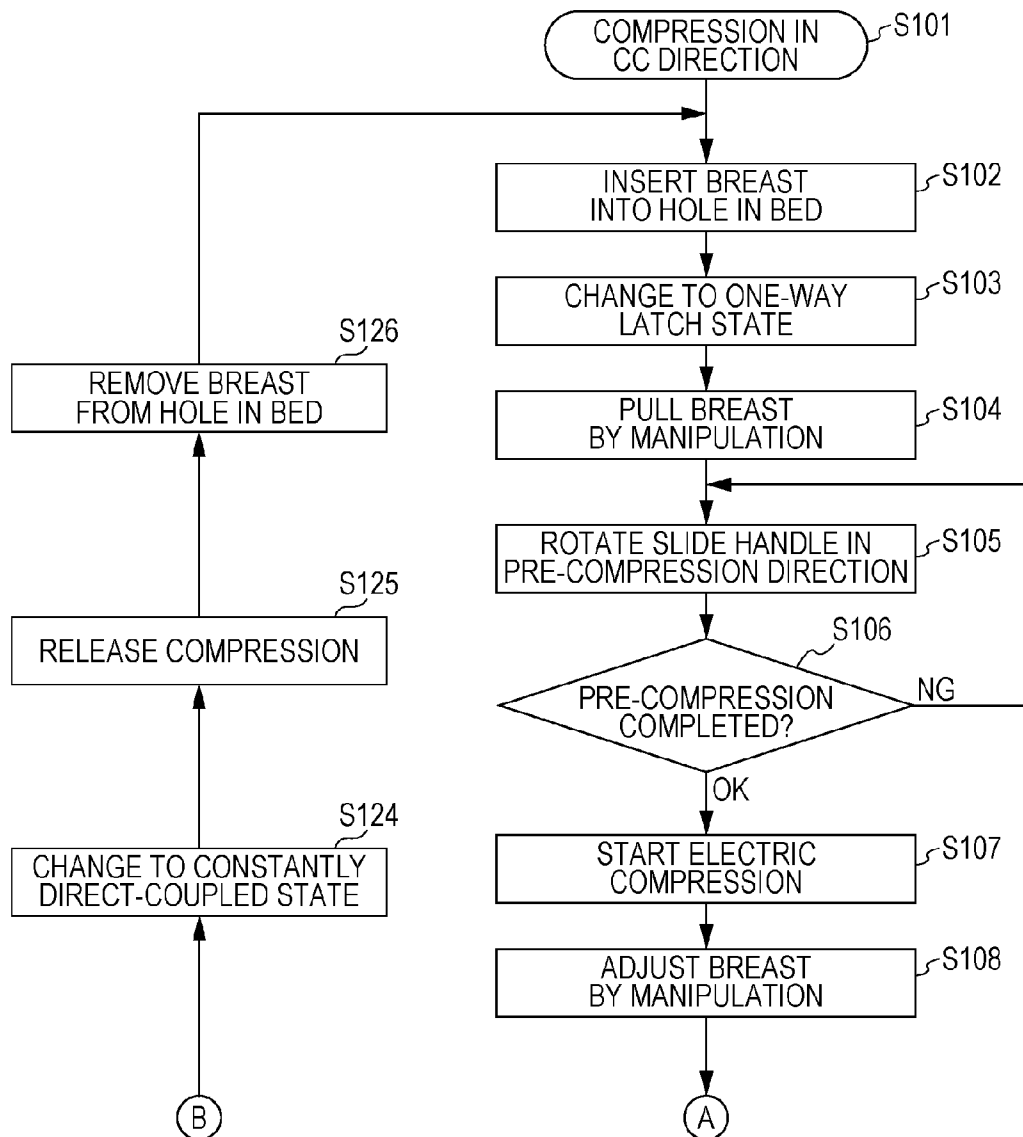 COMPRESSION IN
CC DIRECTION
S101
INSERT BREAST
INTO HOLE IN BED
S102
CHANGE TO ONE-WAY
LATCH STATE
S103
PULL BREAST
BY MANIPULATION
S104
ROTATE SLIDE HANDLE IN
PRE-COMPRESSION DIRECTION
S105
PRE-COMPRESSION
COMPLETED?
S106
NG
OK
START ELECTRIC
COMPRESSION
S107
ADJUST BREAST
BY MANIPULATION
S108
A
S126
REMOVE BREAST
FROM HOLE IN BED
S125
RELEASE COMPRESSION
S124
CHANGE TO CONSTANTLY
DIRECT-COUPLED STATE
B